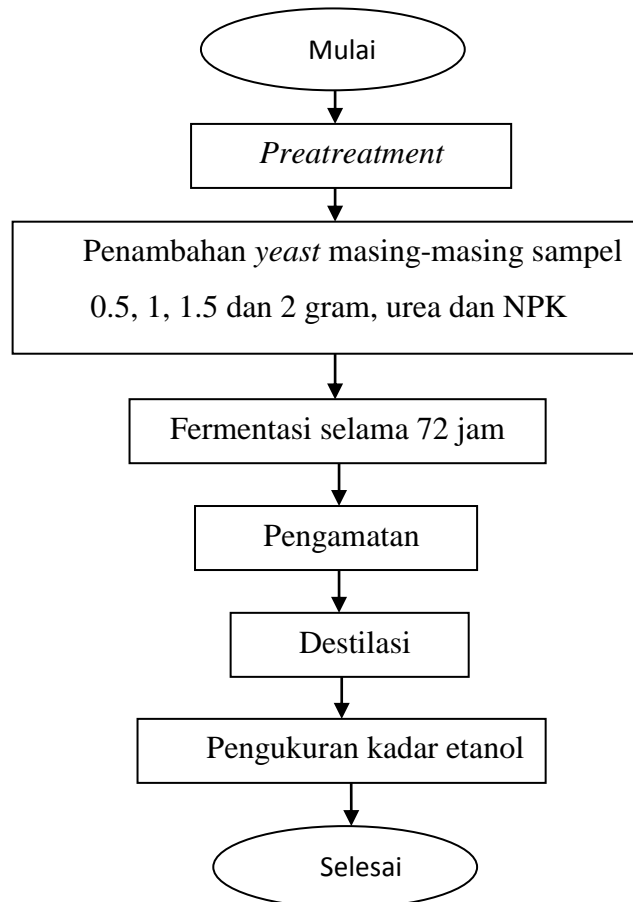 Mulai
Preatreatment
Penambahan yeast masing-masing sampel
0.5, 1, 1.5 dan 2 gram, urea dan NPK
Fermentasi selama 72 jam
Pengamatan
Destilasi
Pengukuran kadar etanol
Selesai